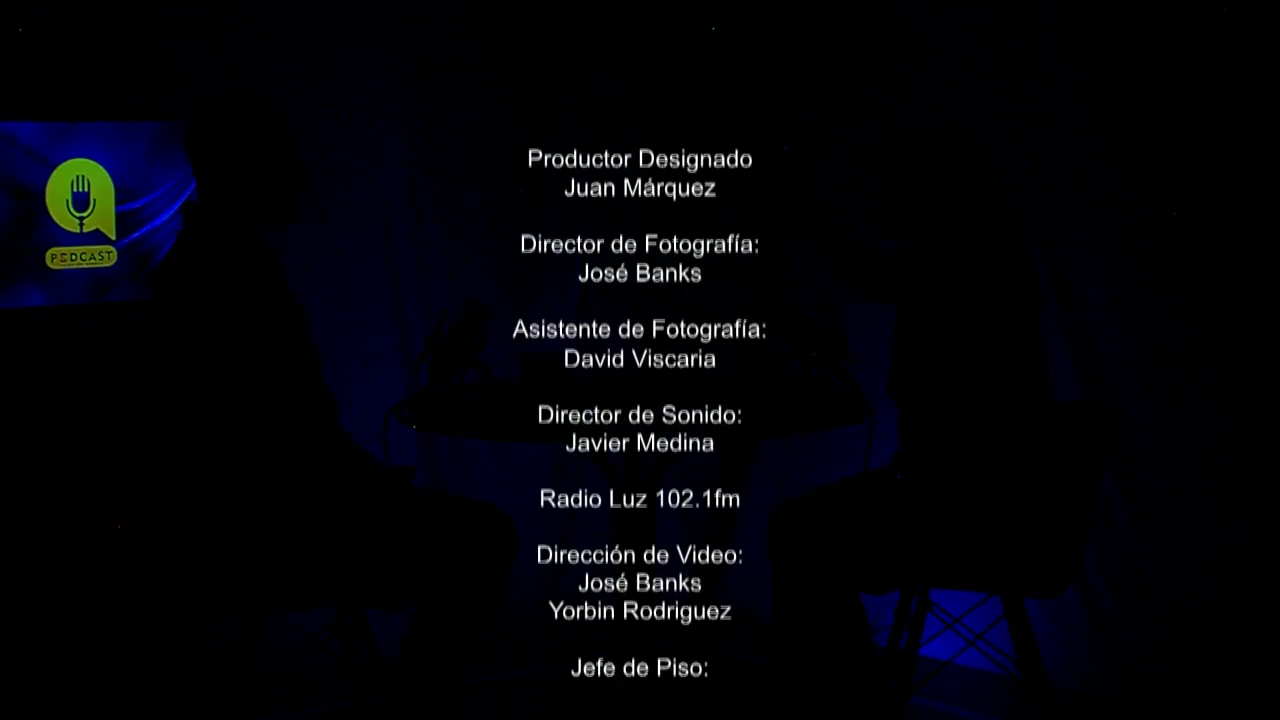 PODCAST
Productor Designado
Juan Márquez
Director de Fotografía:
José Banks
Asistente de Fotografía:
David Viscaria
Director de Sonido:
Javier Medina
Radio Luz 102.1fm
Dirección de Video:
José Banks
Yorbin Rodriguez
Jefe de Piso: